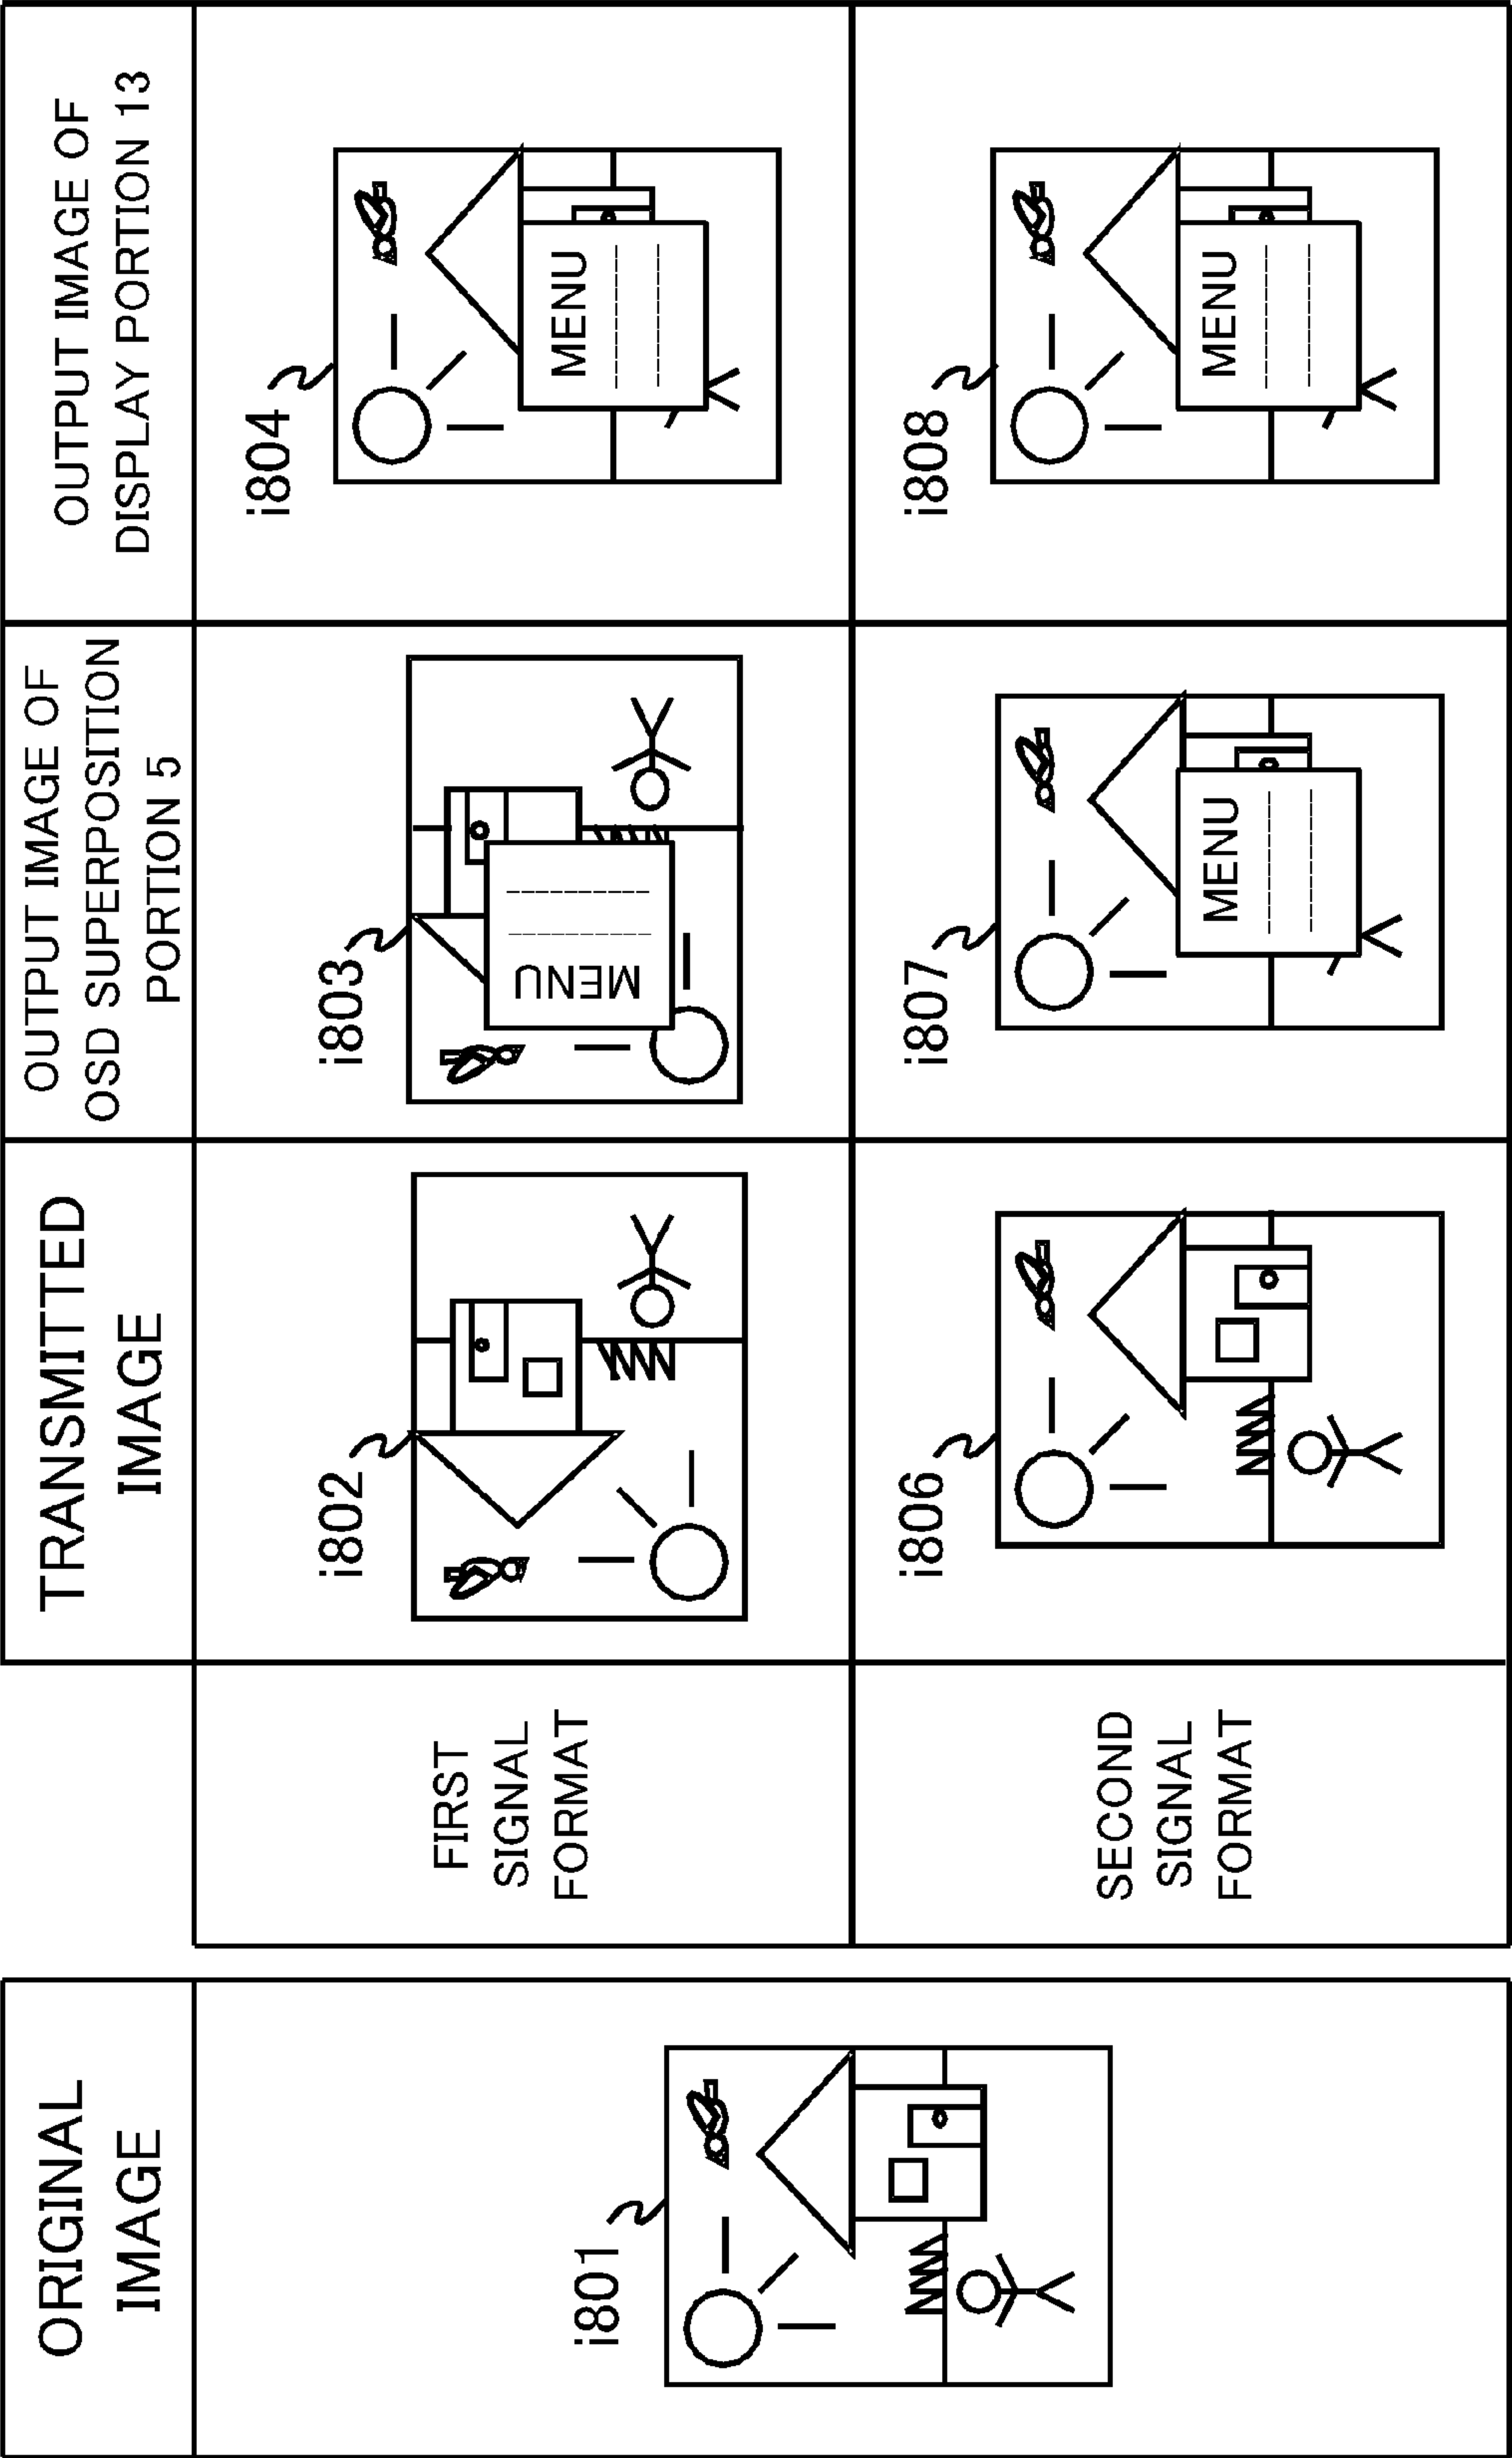 ORIGINAL
IMAGE
TRANSMITTED
IMAGE
OUTPUT IMAGE OF
OSD SUPERPOSITION
PORTION 5
OUTPUT IMAGE OF
DISPLAY PORTION 13
i801
FIRST
SIGNAL
FORMAT
i802
i803
MENU
i804
MENU
SECOND
SIGNAL
FORMAT
i806
i807
MENU
i808
MENU